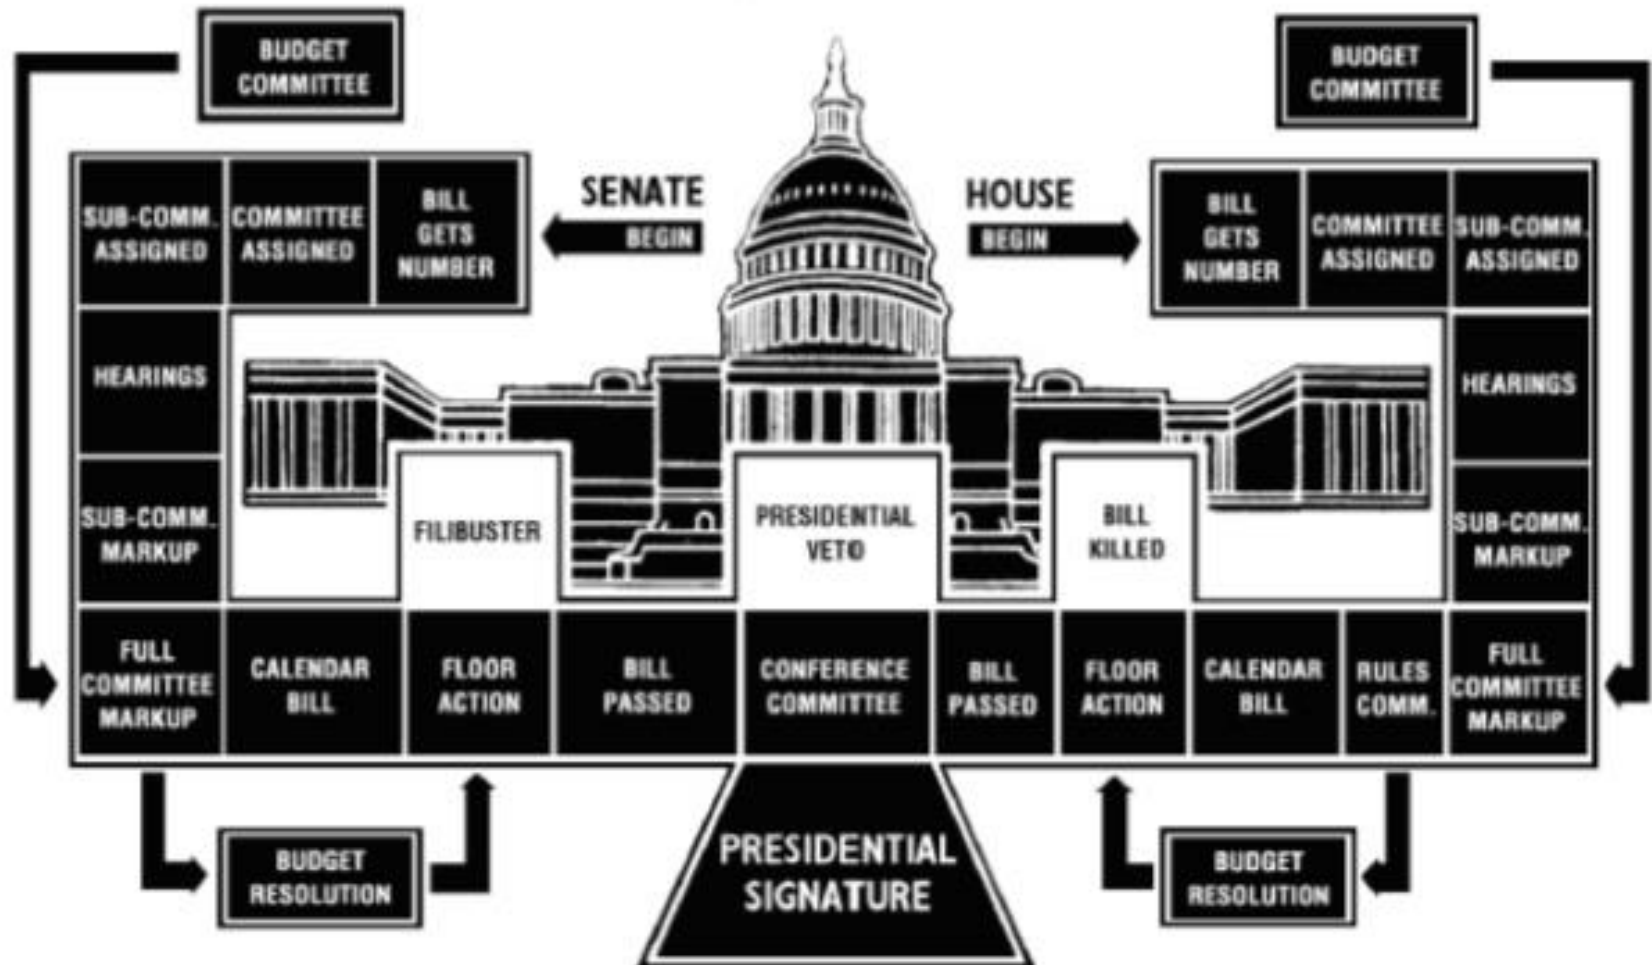 BUDGET
COMMITTEE
BUDGET
COMMITTEE
SENATE
BEGIN
HOUSE
BEGIN
SUB-COMM.
ASSIGNED
COMMITTEE
ASSIGNED
BILL
GETS
NUMBER
BILL
GETS
NUMBER
COMMITTEE
ASSIGNED
SUB-COMM.
ASSIGNED
HEARINGS
HEARINGS
SUB-COMM.
MARKUP
FILIBUSTER
PRESIDENTIAL
VETO
BILL
KILLED
SUB-COMM.
MARKUP
FULL
COMMITTEE
MARKUP
CALENDAR
BILL
FLOOR
ACTION
BILL
PASSED
CONFERENCE
COMMITTEE
BILL
PASSED
FLOOR
ACTION
CALENDAR
BILL
RULES
COMM.
FULL
COMMITTEE
MARKUP
BUDGET
RESOLUTION
PRESIDENTIAL
SIGNATURE
BUDGET
RESOLUTION